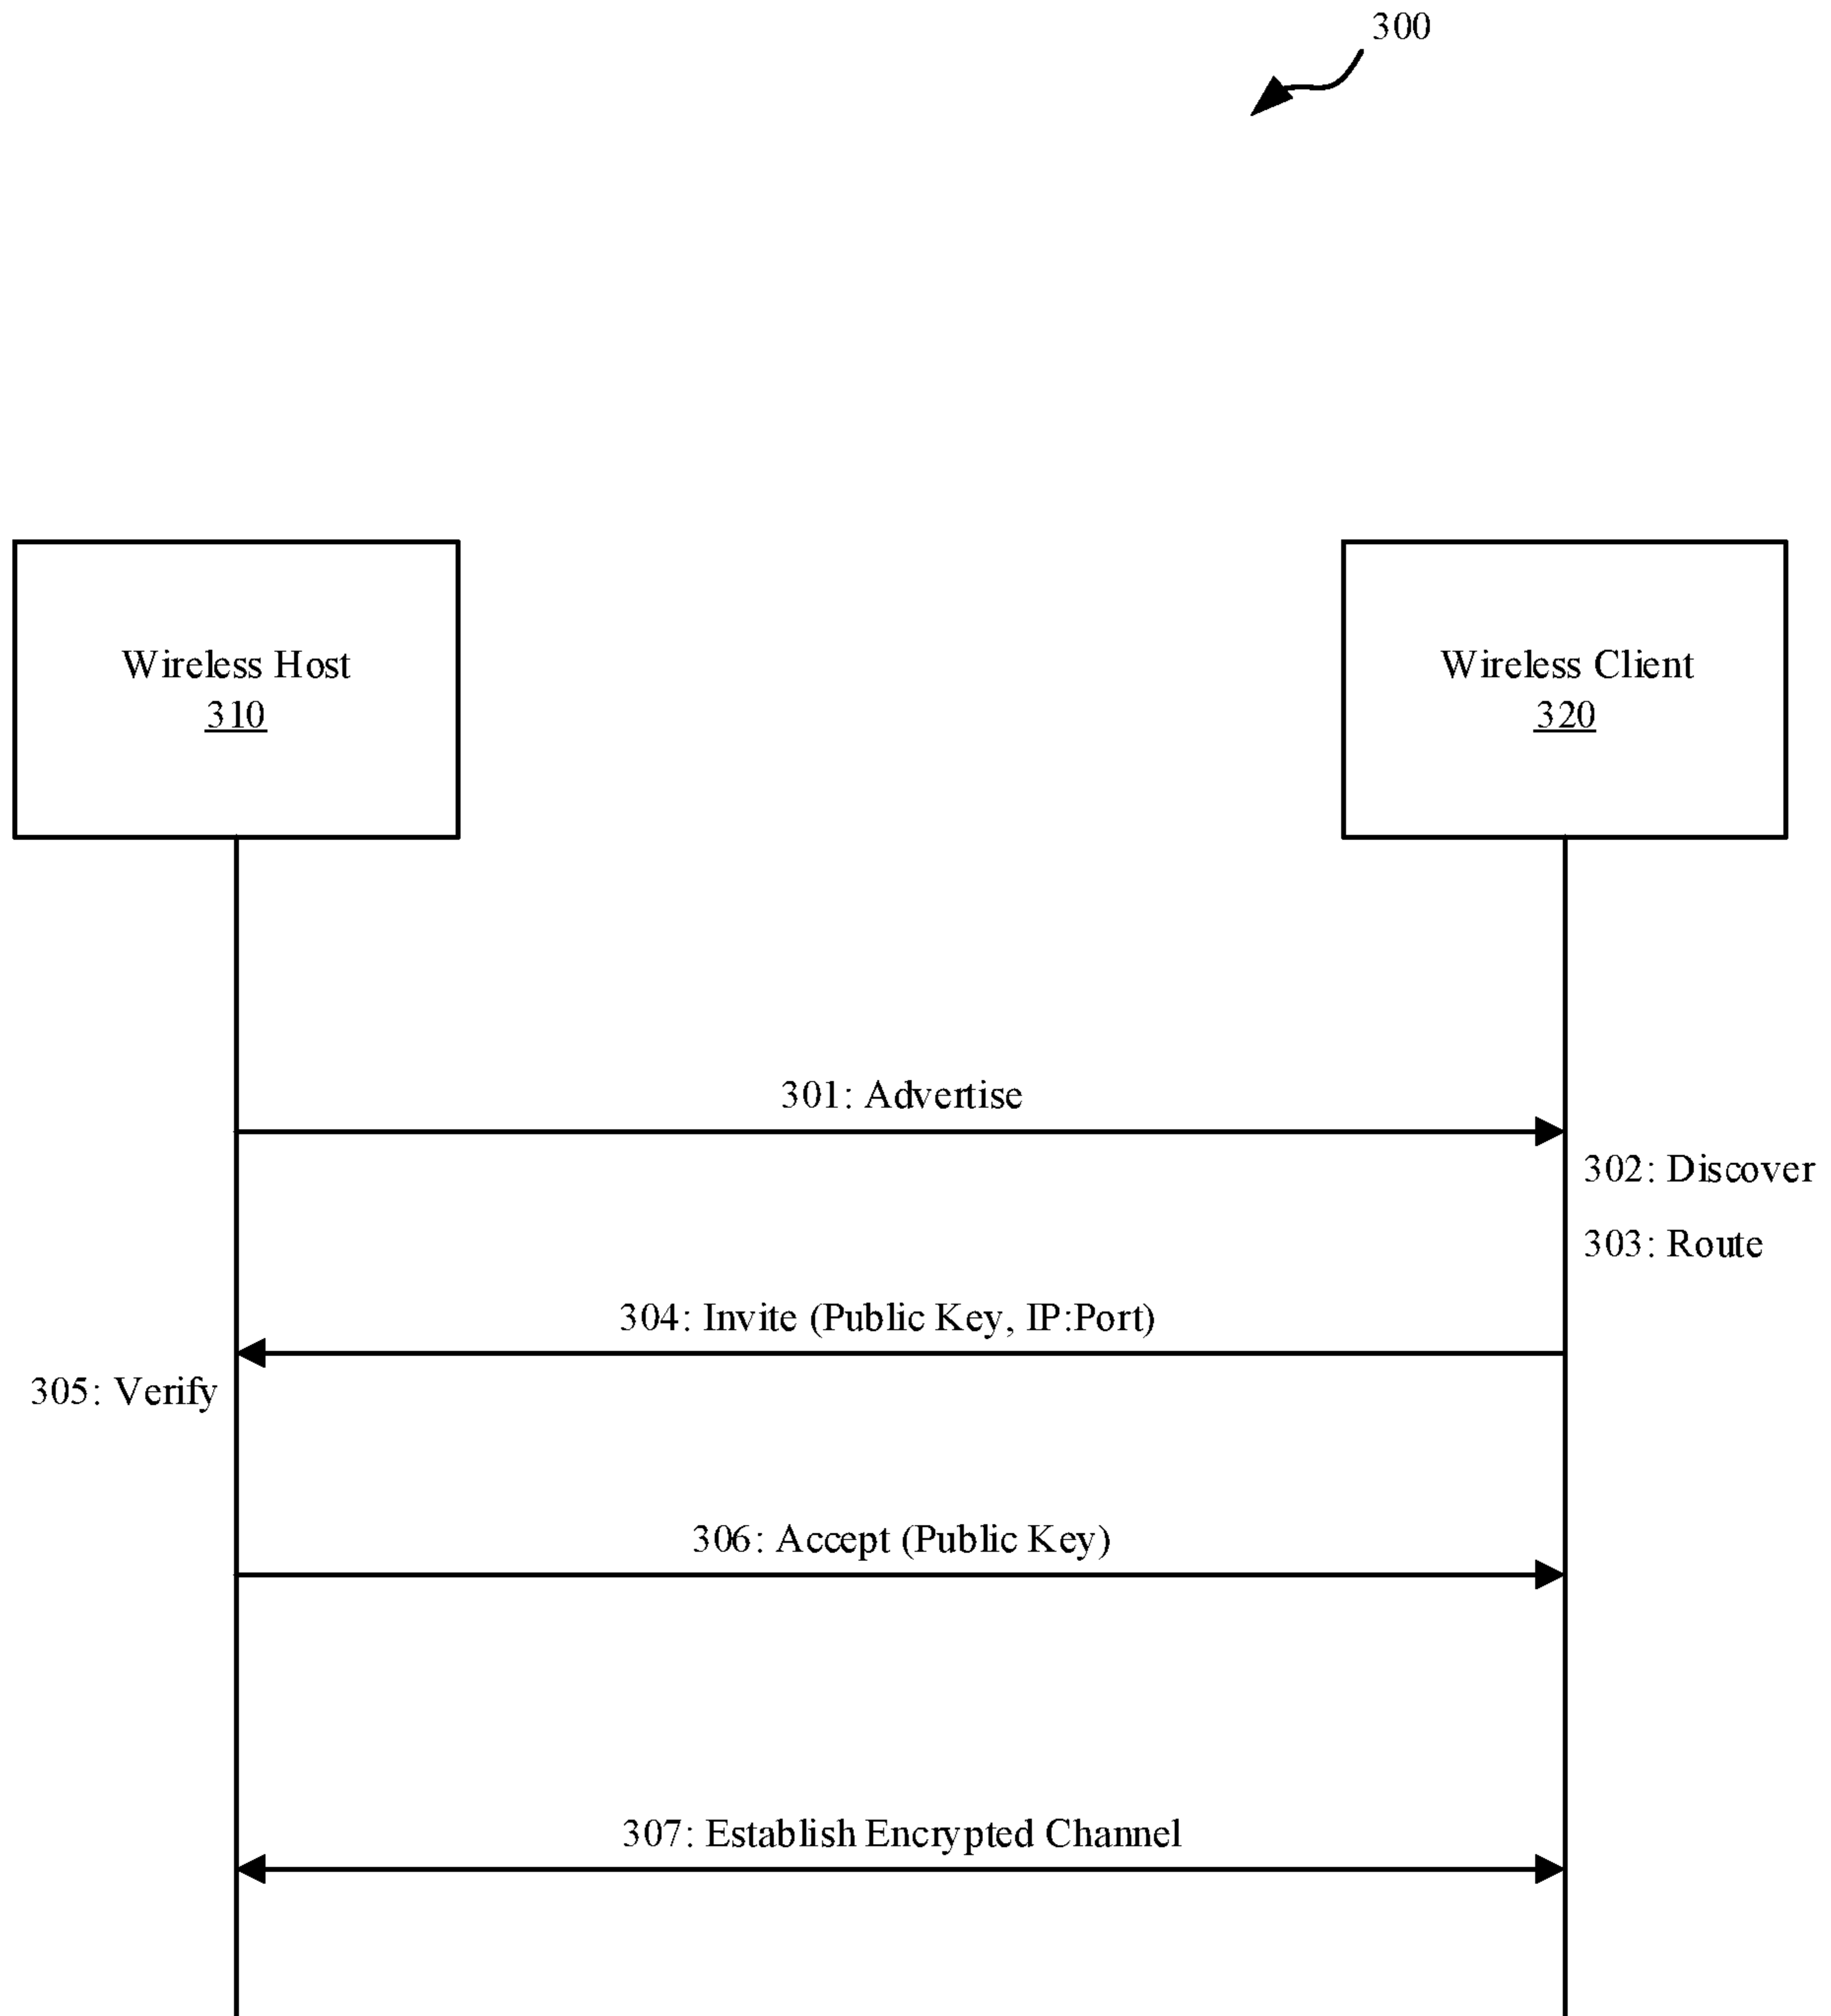 300
Wireless Host
310
Wireless Client
320
301: Advertise
302: Discover
303: Route
304: Invite (Public Key, IP:Port)
305: Verify
306: Accept (Public Key)
307: Establish Encrypted Channel